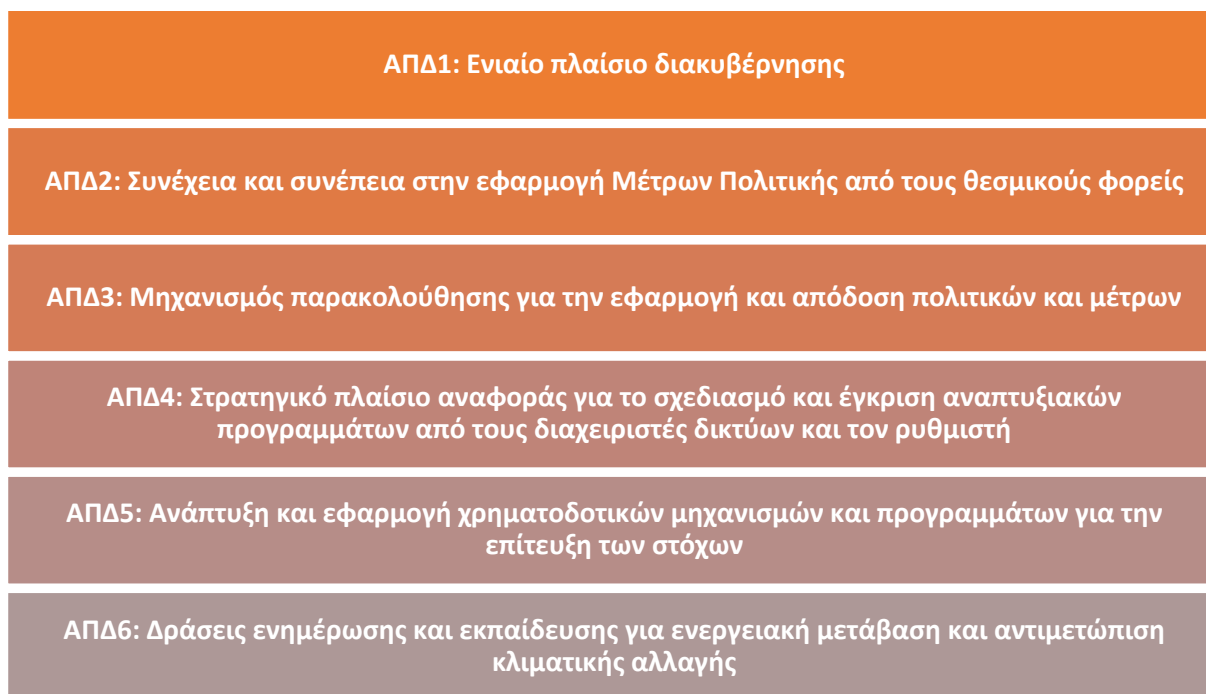 ΑΠΔ1: Ενιαίο πλαίσιο διακυβέρνησης
ΑΠΔ2: Συνέχεια και συνέπεια στην εφαρμογή Μέτρων Πολιτικής από τους θεσμικούς φορείς
ΑΠΔ3: Μηχανισμός παρακολούθησης για την εφαρμογή και απόδοση πολιτικών και μέτρων
ΑΠΔ4: Στρατηγικό πλαίσιο αναφοράς για το σχεδιασμό και έγκριση αναπτυξιακών
προγραμμάτων από τους διαχειριστές δικτύων και τον ρυθμιστή
ΑΠΔ5: Ανάπτυξη και εφαρμογή χρηματοδοτικών μηχανισμών και προγραμμάτων για την
επίτευξη των στόχων
ΑΠΔ6: Δράσεις ενημέρωσης και εκπαίδευσης για ενεργειακή μετάβαση και αντιμετώπιση
κλιματικής αλλαγής